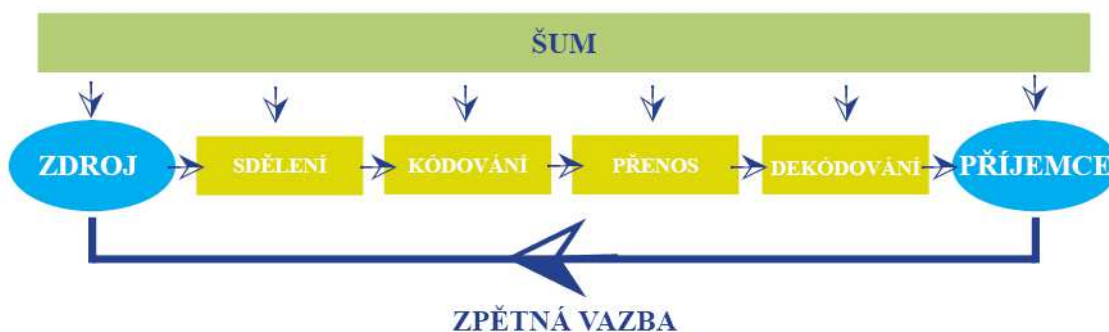 ŠUM
ZDROJ
SDĚLENÍ
KÓDOVÁNÍ
PŘENOS
DEKÓDOVÁNÍ
PŘÍJEMCE
ZPĚTNÁ VAZBA